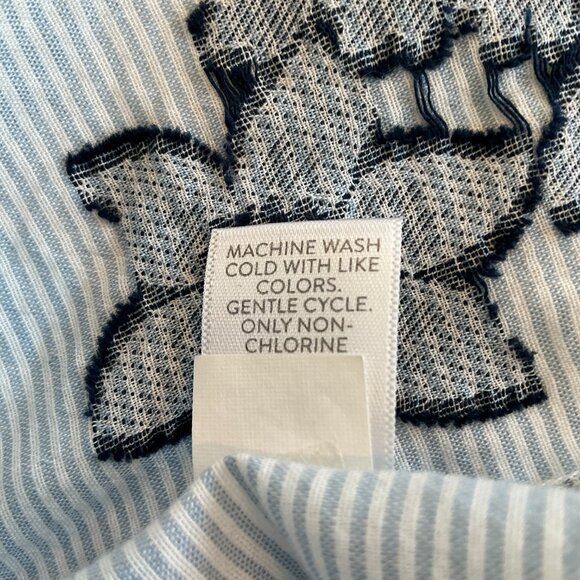 MACHINE WASH
COLD WITH LIKE
COLORS.
GENTLE CYCLE.
ONLY NON-
CHLORINE